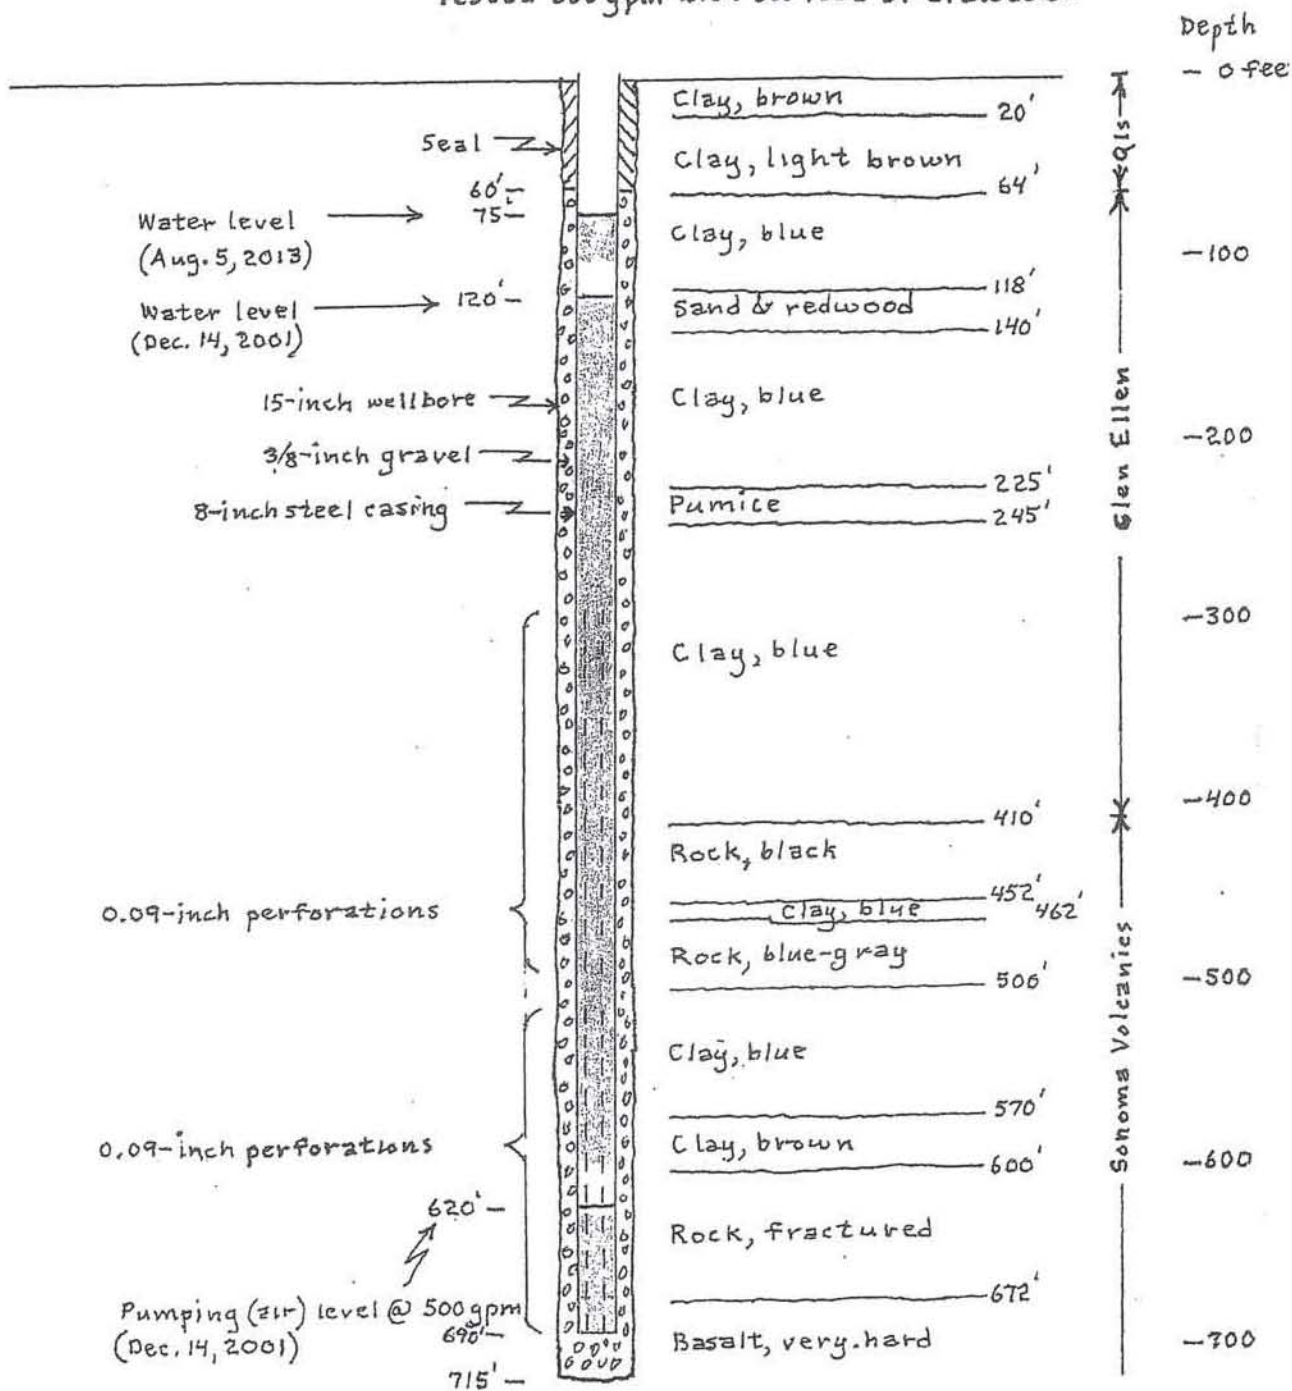 Depth
— 0 fee
Clay, brown
20'
Qls
Seal
Clay, light brown
60'—
64'
Water level
75'—
(Aug. 5, 2013)
Clay, blue
—100
118'
Water level
120'—
Sand & redwood
(Dec. 14, 2001)
140'
15-inch wellbore
Clay, blue
Glen Ellen
—200
3/8-inch gravel
225'
8-inch steel casing
Pumice
245'
—300
Clay, blue
—400
410'
Rock, black
452'
0.09-inch perforations
Clay, blue
462'
Rock, blue-gray
500'
—500
Sonoma Volcanics
Clay, blue
570'
0.09-inch perforations
Clay, brown
600'
—600
620'—
Rock, fractured
672'
Pumping (air) level @ 500 gpm
(Dec. 14, 2001)
690'—
Basalt, very hard
—700
715'—